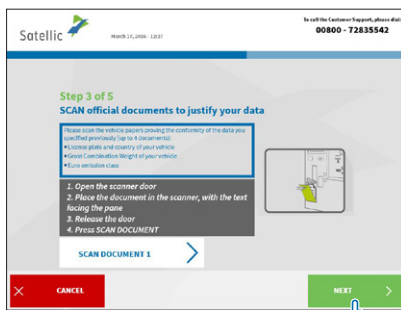 Satellic
March 17, 2016 - 12:37
To call the Customer Support, please dial:
00800 - 72835542
Step 3 of 5
SCAN official documents to justify your data
Please scan the vehicle papers proving the conformity of the data you
specified previously (up to 4 documents):
•License plate and country of your vehicle
•Gross Combination Weight of your vehicle
•Euro emission class
1. Open the scanner door
2. Place the document in the scanner, with the text
facing the pane
3. Release the door
4. Press SCAN DOCUMENT
SCAN DOCUMENT 1
CANCEL
NEXT